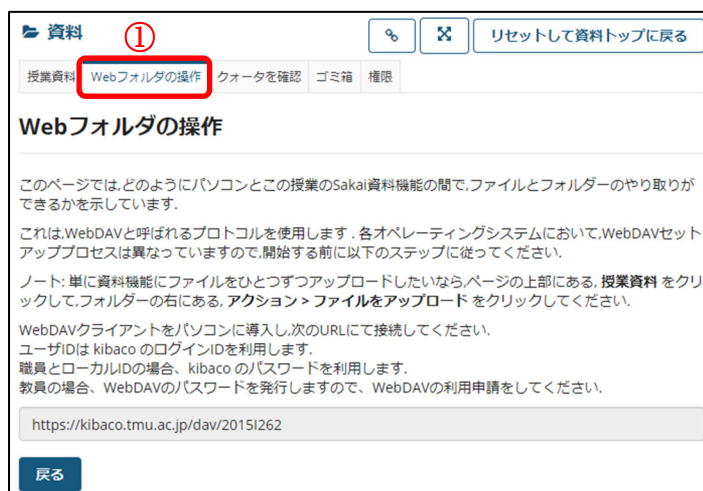 資料
①
リセットして資料トップに戻る
授業資料 Webフォルダの操作 クォータを確認 ゴミ箱 権限
Webフォルダの操作
このページでは,どのようにパソコンとこの授業のSakai資料機能の間で,ファイルとフォルダーのやり取りが
できるかを示しています.
これは,WebDAVと呼ばれるプロトコルを使用します . 各オペレーティングシステムにおいて,WebDAVセット
アッププロセスは異なっていますので,開始する前に以下のステップに従ってください.
ノート: 単に資料機能にファイルをひとつずつアップロードしたいなら,ページの上部にある, 授業資料 をクリ
ックして,フォルダーの右にある, アクション > ファイルをアップロード をクリックしてください.
WebDAVクライアントをパソコンに導入し,次のURLにて接続してください.
ユーザIDは kibaco のログインIDを利用します.
職員とローカルIDの場合、kibaco のパスワードを利用します.
教員の場合、WebDAVのパスワードを発行しますので、WebDAVの利用申請をしてください.
https://kibaco.tmu.ac.jp/dav/2015I262
戻る